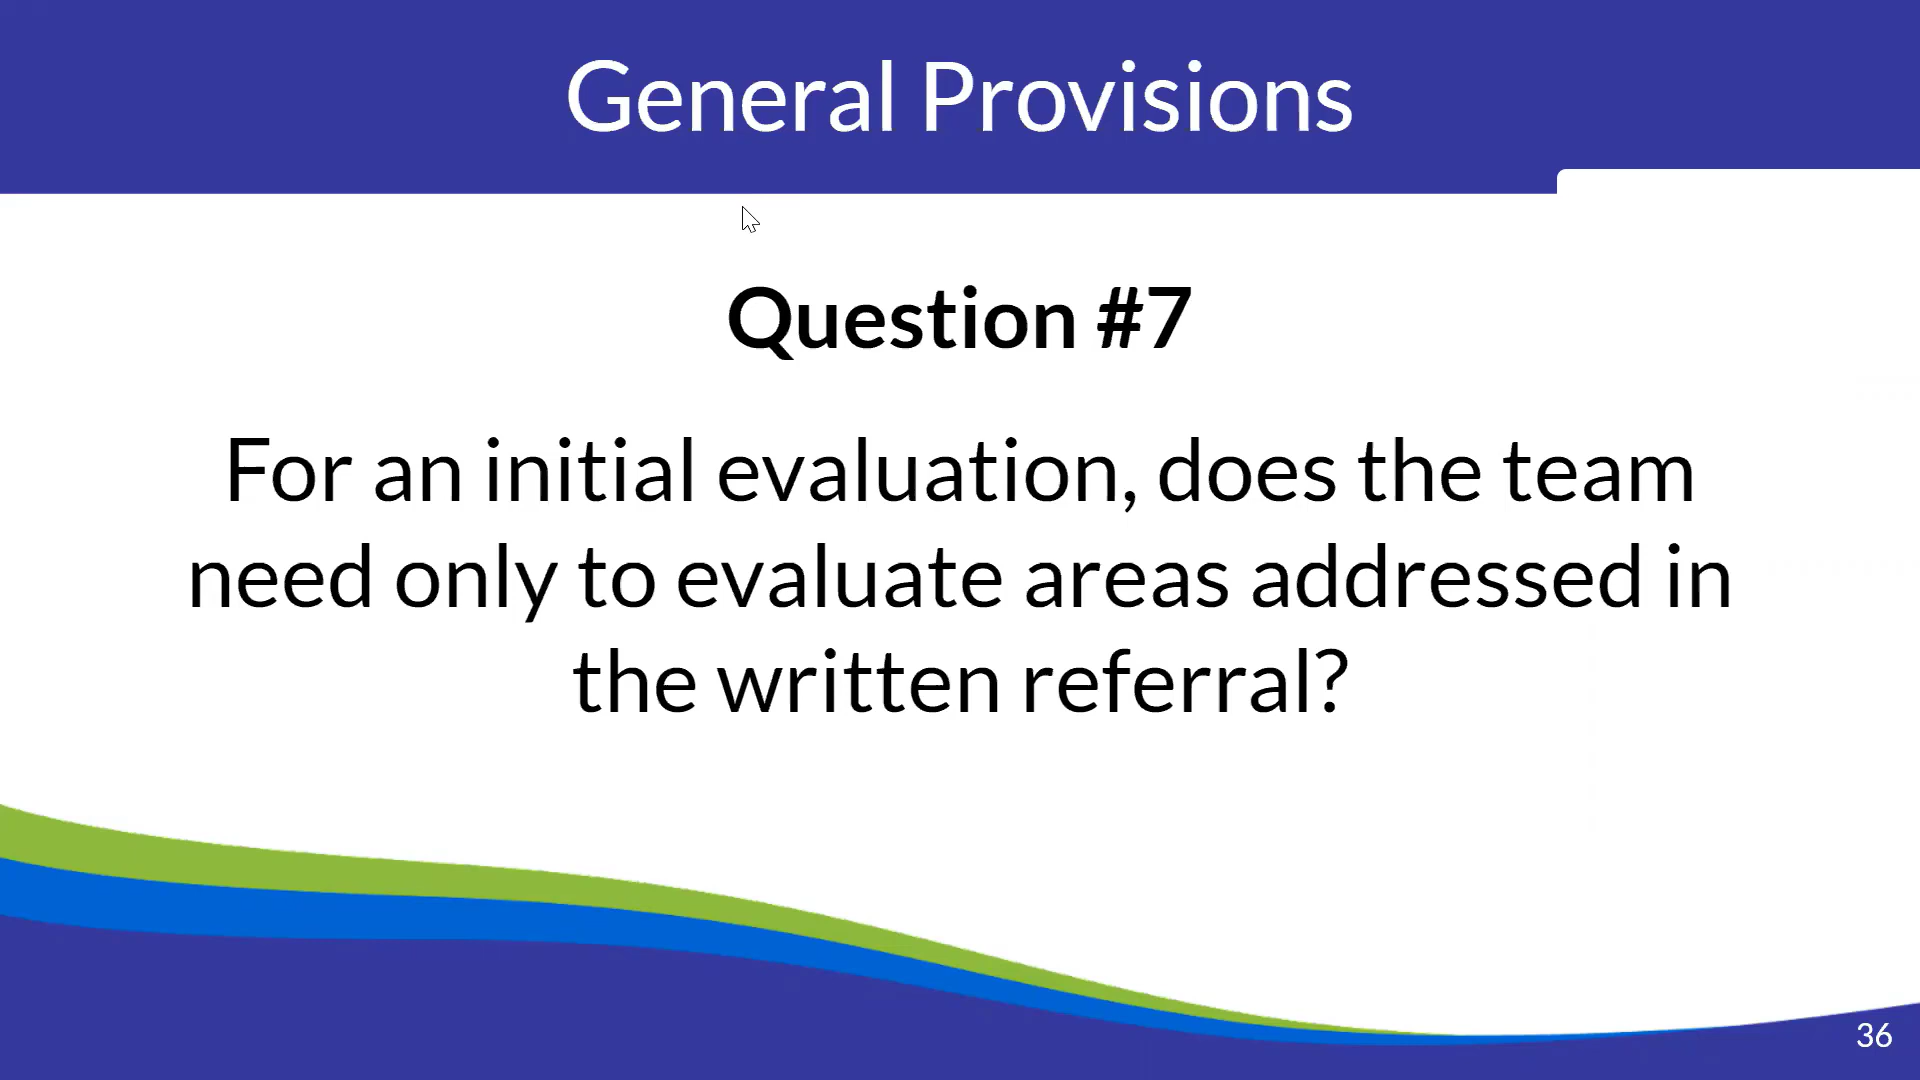 General Provisions
Question #7
For an initial evaluation, does the team
need only to evaluate areas addressed in
the written referral?
36